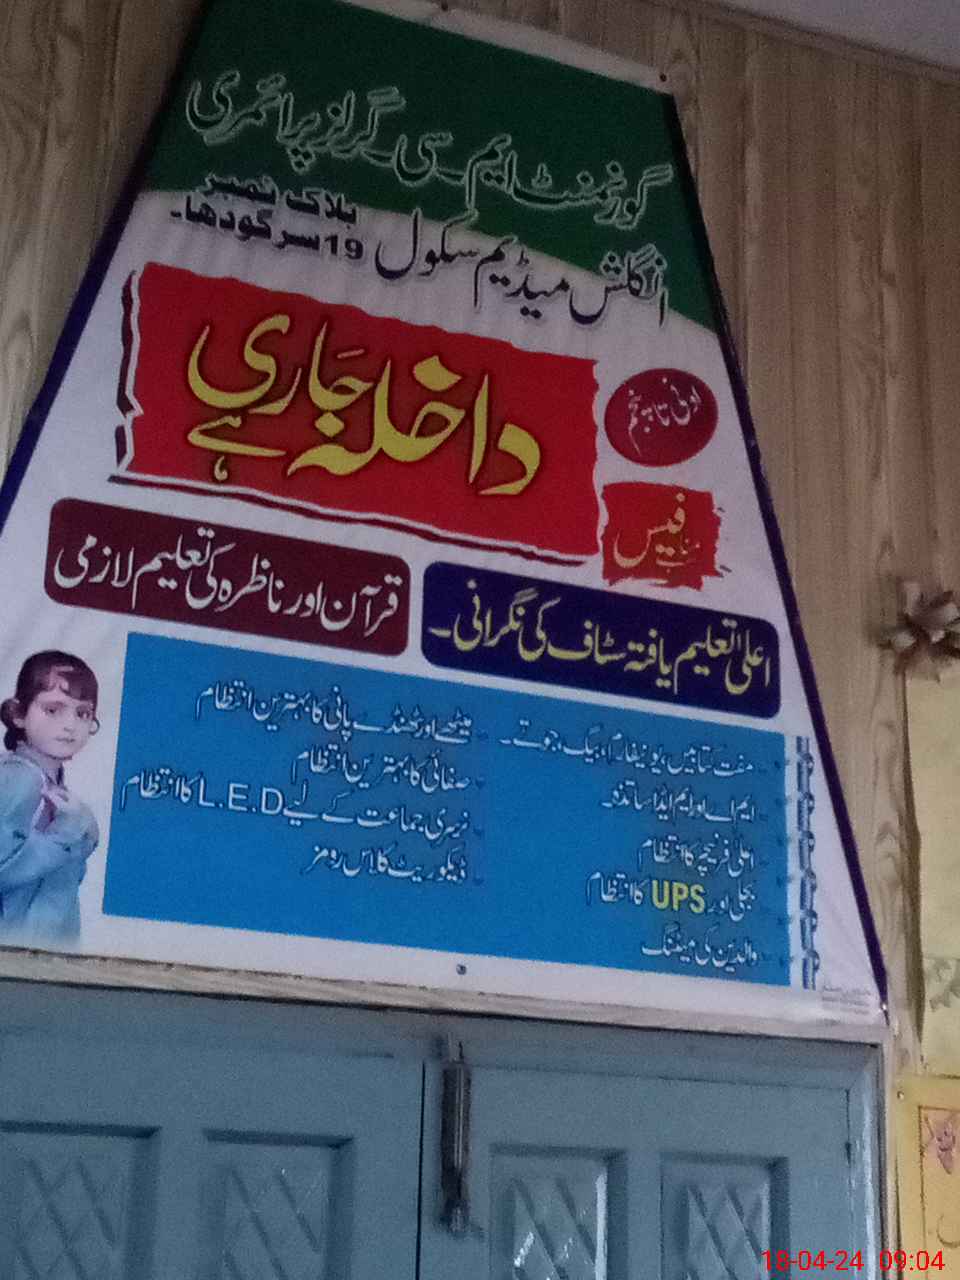 گورنمنٹ ایم سی گرلز پرائمری
انگلش میڈیم سکول
بلاک نمبر
19 سرگودھا۔
داخلہ جاری ہے
ادنیٰ تا پنجم
فیس
اعلیٰ تعلیم یافتہ سٹاف کی نگرانی۔
قرآن اور ناظرہ کی تعلیم لازمی
مفت کتابیں، یونیفارم، بیگ، جوتے۔
ایم اے اور ایم ایڈ اساتذہ۔
اعلیٰ فرنیچر کا انتظام
بجلی اور UPS کا انتظام
والدین کی میٹنگ
میٹھے اور ٹھنڈے پانی کا بہترین انتظام
صفائی کا بہترین انتظام
نرسری جماعت کے لیے L.E.D کا انتظام
ڈیکوریٹ کلاس رومز
18-04-24 09:04